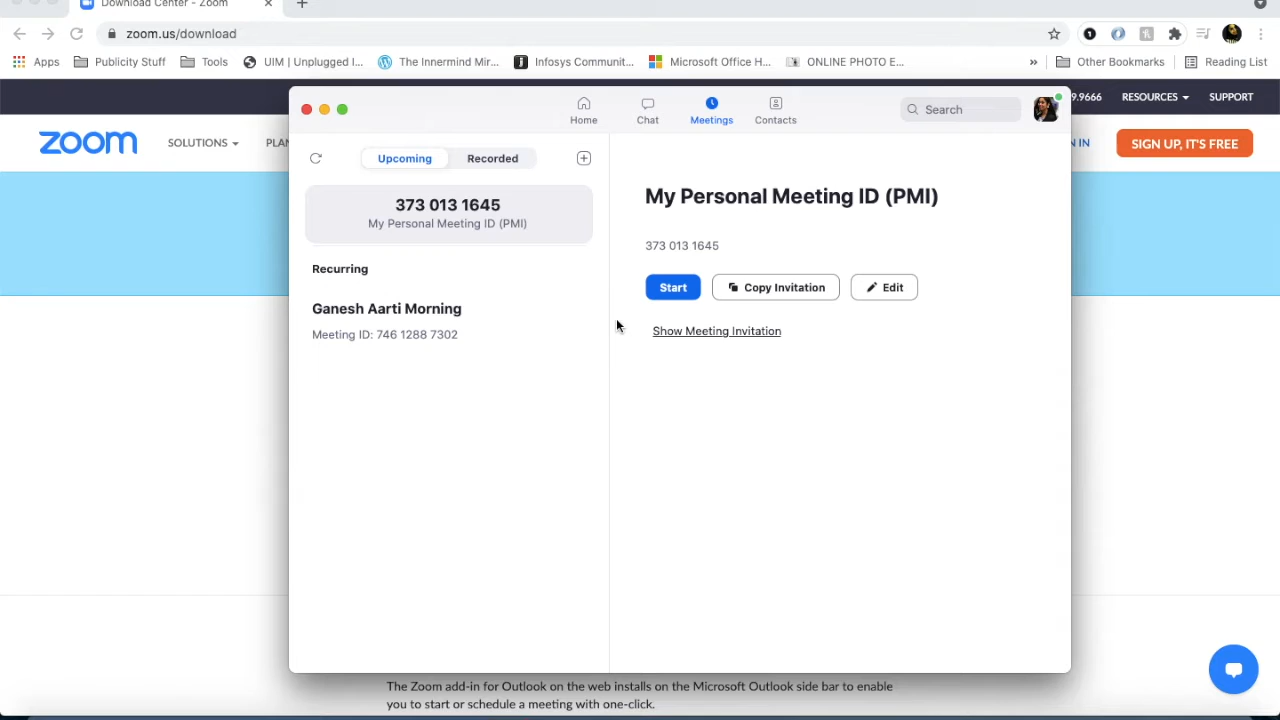 Download Center - Zoom
zoom.us/download
Apps
Publicity Stuff
Tools
UIM | Unplugged I...
The Innermind Mir...
Infosys Communit...
Microsoft Office H...
ONLINE PHOTO E...
»
Other Bookmarks
Reading List
9.9666
RESOURCES
SUPPORT
zoom
SOLUTIONS
PLAN
N IN
SIGN UP, IT'S FREE
Home
Chat
Meetings
Contacts
Search
Upcoming
Recorded
373 013 1645
My Personal Meeting ID (PMI)
Recurring
Ganesh Aarti Morning
Meeting ID: 746 1288 7302
My Personal Meeting ID (PMI)
373 013 1645
Start
Copy Invitation
Edit
Show Meeting Invitation
The Zoom add-in for Outlook on the web installs on the Microsoft Outlook side bar to enable
you to start or schedule a meeting with one-click.